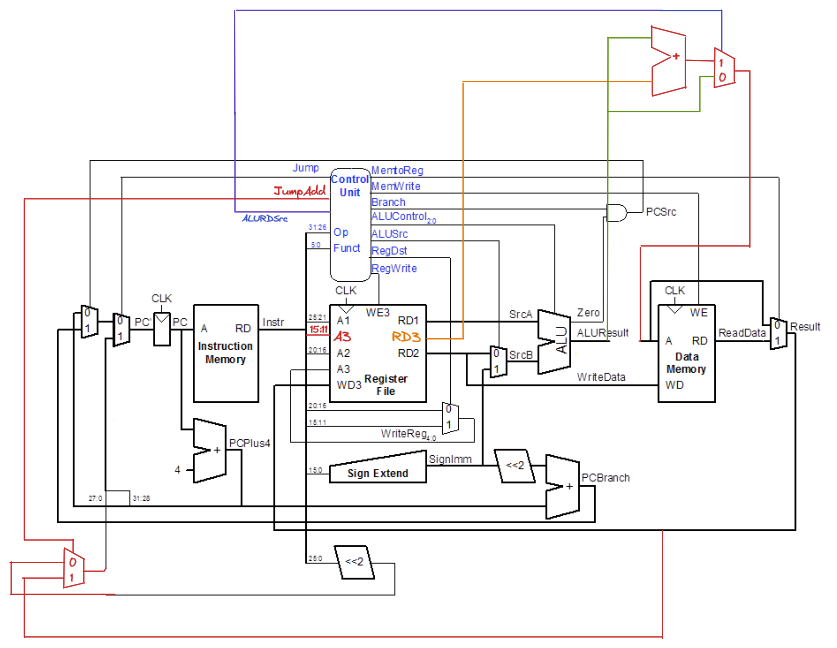 +
1
0
Jump
MemtoReg
Control
Unit
MemWrite
JumpAdd
Branch
ALURDSrc
ALUControl2:0
PCSrc
31:26
Op
ALUSrc
5:0
Funct
RegDst
RegWrite
CLK
CLK
CLK
WE3
WE
0
1
0
1
PC'
PC
A
RD
Instr
Instruction
Memory
25:21
A1
RD1
SrcA
Zero
15:11
A3
RD3
ALU
ALUResult
20:16
A2
RD2
0
1
SrcB
A
RD
ReadData
0
1
Result
Data
Memory
A3
WD3
Register
File
WriteData
WD
20:16
0
15:11
1
WriteReg4:0
PCPlus4
+
4
SignImm
15:0
Sign Extend
<<2
+
PCBranch
27:0
31:28
0
1
25:0
<<2